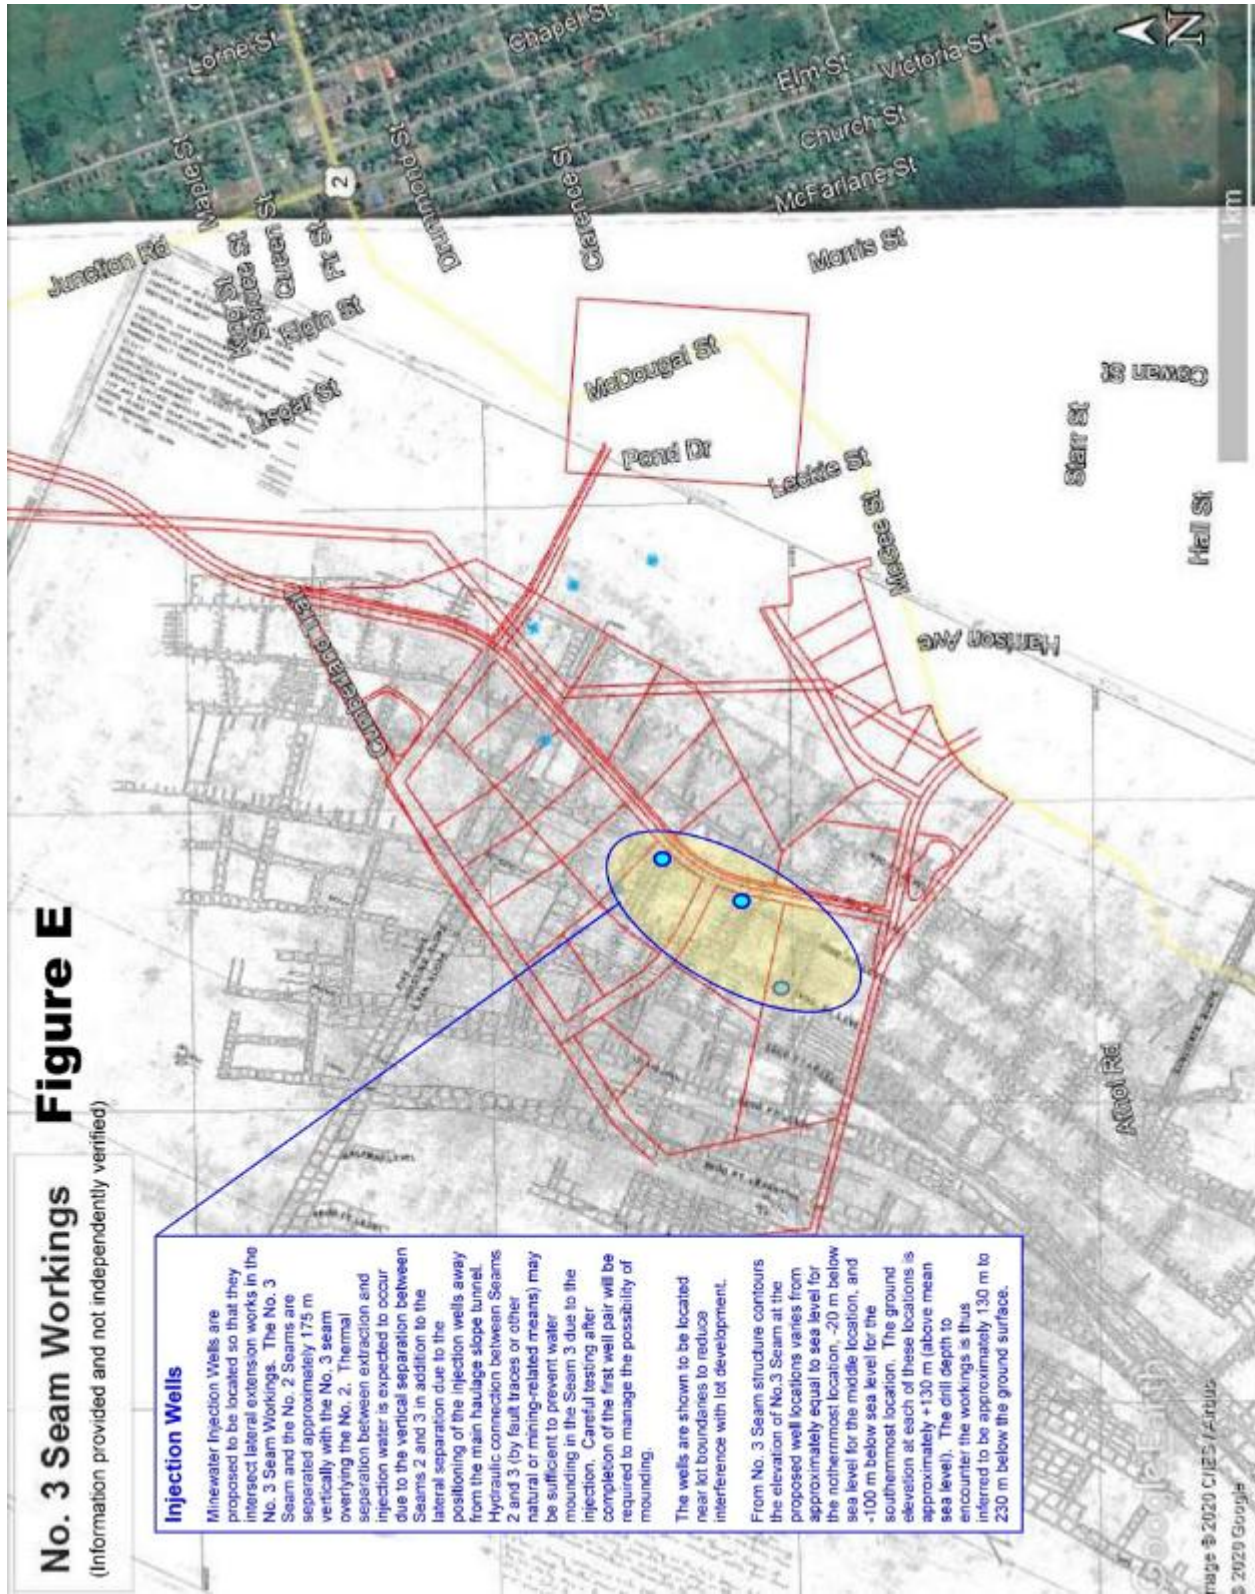 No. 3 Seam Workings
Figure E
(Information provided and not independently verified)
Injection Wells
Minewater Injection Wells are
proposed to be located so that they
intersect lateral extension works in the
No. 3 Seam Workings. The No. 3
Seam and the No. 2 Seams are
separated approximately 175 m
vertically with the No. 3 seam
overlying the No. 2. Thermal
separation between extraction and
injection water is expected to occur
due to the vertical separation between
Seams 2 and 3 in addition to the
lateral separation due to the
positioning of the injection wells away
from the main haulage slope tunnel.
Hydraulic connection between Seams
2 and 3 (by fault traces or other
natural or mining-related means) may
be sufficient to prevent water
mounding in the Seam 3 due to the
injection. Careful testing after
completion of the first well pair will be
required to manage the possibility of
mounding.
The wells are shown to be located
near lot boundaries to reduce
interference with lot development.
From No. 3 Seam structure contours
the elevation of No.3 Seam at the
proposed well locations varies from
approximately equal to sea level for
the nothernmost location, -20 m below
sea level for the middle location, and
-100 m below sea level for the
southernmost location. The ground
elevation at each of these locations is
approximately +130 m (above mean
sea level). The drill depth to
encounter the workings is thus
inferred to be approximately 130 m to
230 m below the ground surface.
Junction Rd
Lorne St
Maple St
King St
Spruce St
Queen St
Elgin St
Fir St
Lisgar St
2
Drummond St
Chapel St
Clarence St
Elm St
Victoria St
Church St
McFarlane St
Morris St
McDougal St
Pond Dr
Leckie St
McGee St
Harrison Ave
Starr St
Cowan St
Hall St
Cumberland Trail
Athol Rd
N
1 km
Google Earth
mage © 2020 CNES / Airbus
2020 Google